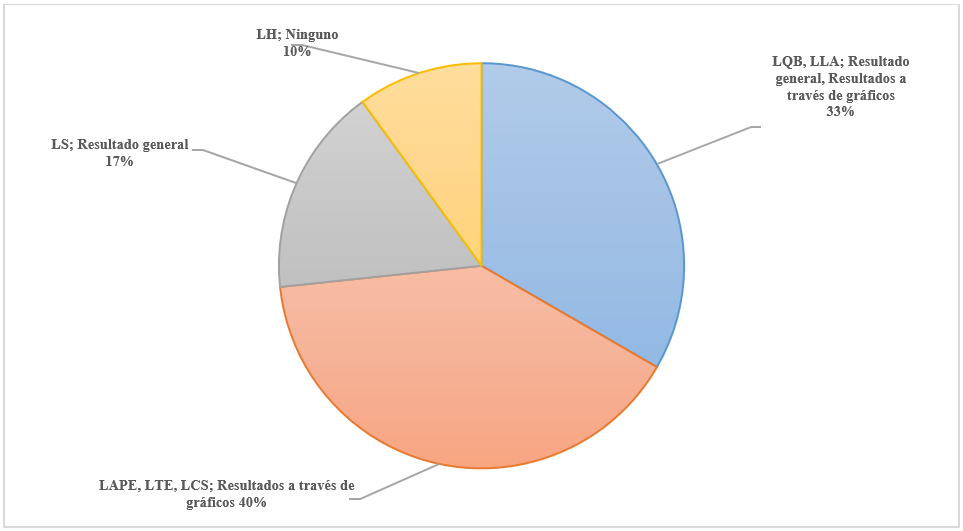 LH; Ninguno
10%
LQB, LLA; Resultado
general, Resultados a
través de gráficos
33%
LS; Resultado general
17%
LAPE, LTE, LCS; Resultados a través de
gráficos 40%